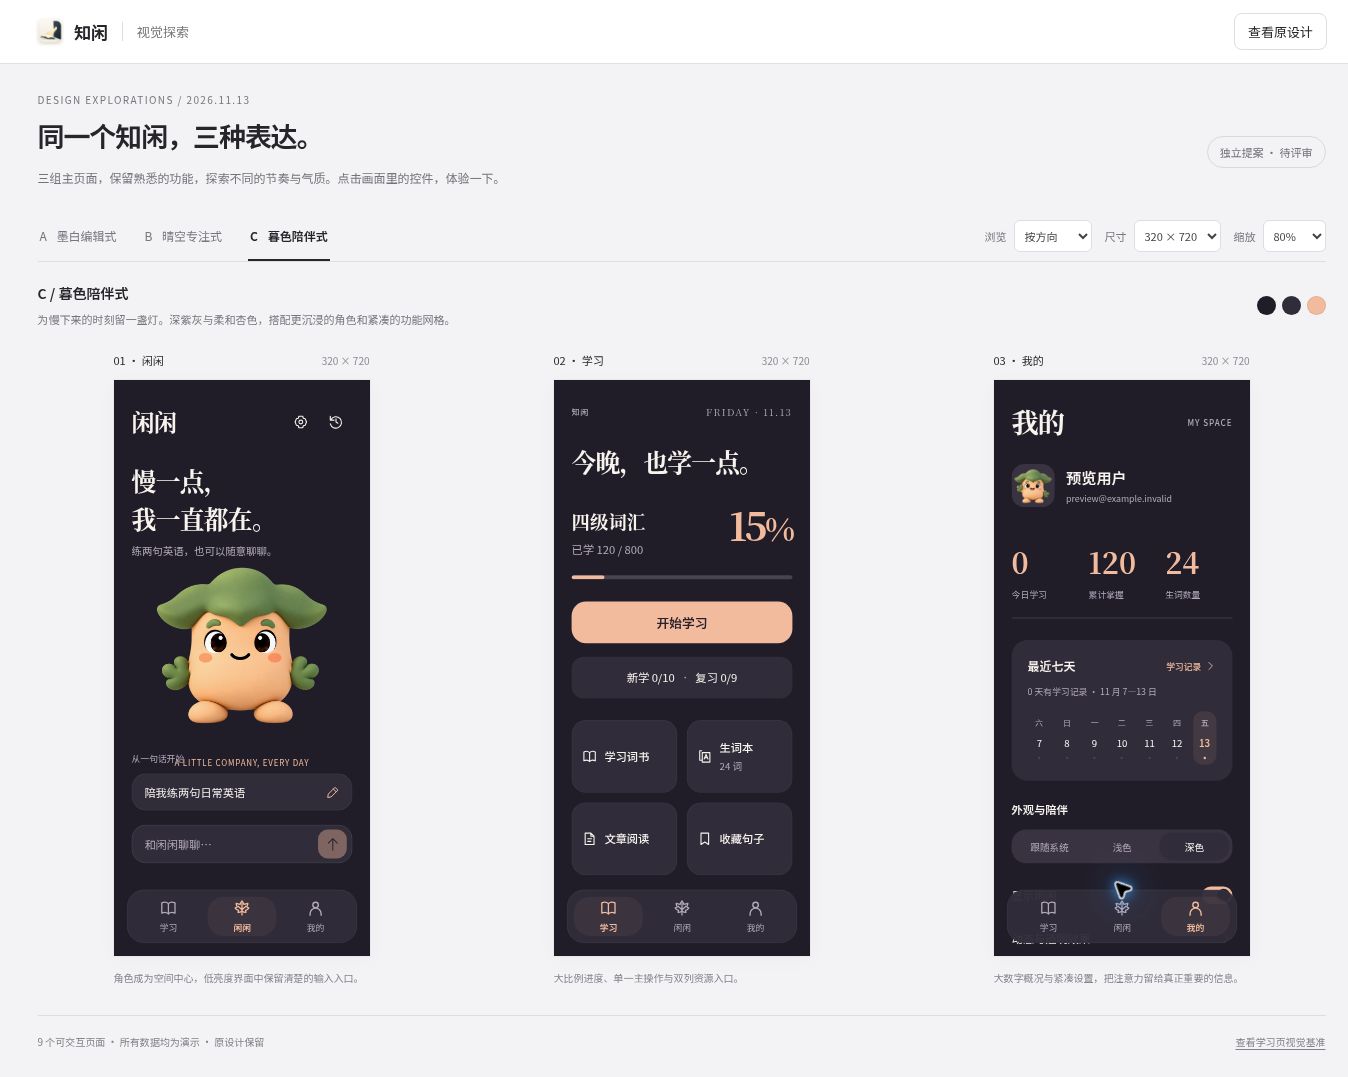 知闲
视觉探索
查看原设计
DESIGN EXPLORATIONS / 2026.11.13
同一个知闲，三种表达。
三组主页面，保留熟悉的功能，探索不同的节奏与气质。点击画面里的控件，体验一下。
独立提案 · 待评审
A 墨白编辑式
B 晴空专注式
C 暮色陪伴式
浏览 按方向
尺寸 320 × 720
缩放 80%
C / 暮色陪伴式
为慢下来的时刻留一盏灯。深紫灰与柔和杏色，搭配更沉浸的角色和紧凑的功能网格。
01 · 闲闲
320 × 720
闲闲
慢一点，
我一直都在。
练两句英语，也可以随意聊聊。
从一句话开始
A LITTLE COMPANY, EVERY DAY
陪我练两句日常英语
和闲闲聊聊…
学习
闲闲
我的
角色成为空间中心，低亮度界面中保留清楚的输入入口。
02 · 学习
320 × 720
知闲
FRIDAY · 11.13
今晚，也学一点。
四级词汇
已学 120 / 800
15%
开始学习
新学 0/10 · 复习 0/9
学习词书
生词本
24 词
文章阅读
收藏句子
学习
闲闲
我的
大比例进度、单一主操作与双列资源入口。
03 · 我的
320 × 720
我的
MY SPACE
预览用户
preview@example.invalid
0
120
24
今日学习
累计掌握
生词数量
最近七天
学习记录
0 天有学习记录 · 11 月 7—13 日
六 日 一 二 三 四 五
7 8 9 10 11 12 13
外观与陪伴
跟随系统
浅色
深色
学习
闲闲
我的
大数字概况与紧凑设置，把注意力留给真正重要的信息。
9 个可交互页面 · 所有数据均为演示 · 原设计保留
查看学习页视觉基准